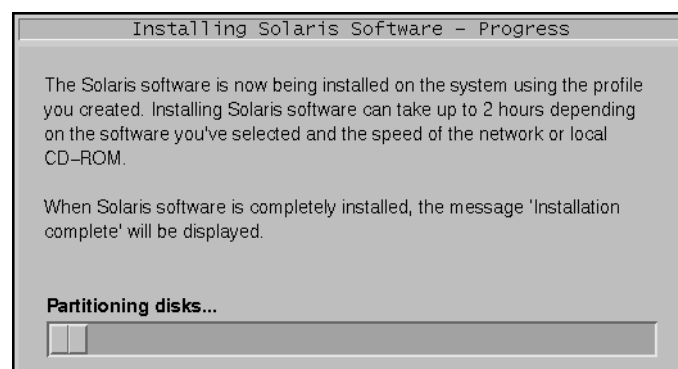 Installing Solaris Software – Progress
The Solaris software is now being installed on the system using the profile
you created. Installing Solaris software can take up to 2 hours depending
on the software you've selected and the speed of the network or local
CD–ROM.
When Solaris software is completely installed, the message 'Installation
complete' will be displayed.
Partitioning disks...